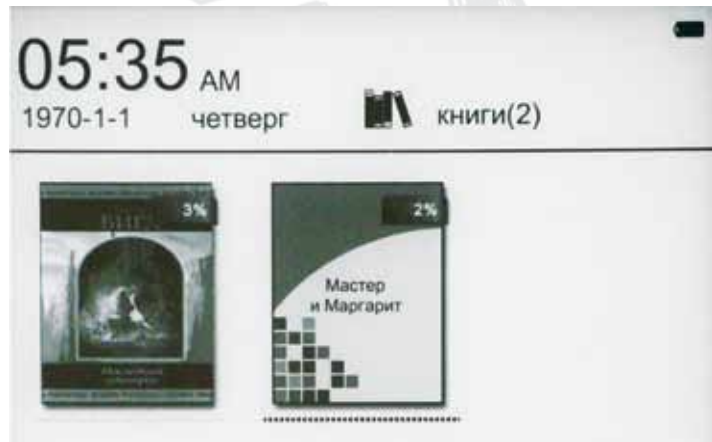 05:35 AM
1970-1-1 четверг
книги(2)
3%
2%
Мастер
и Маргарит